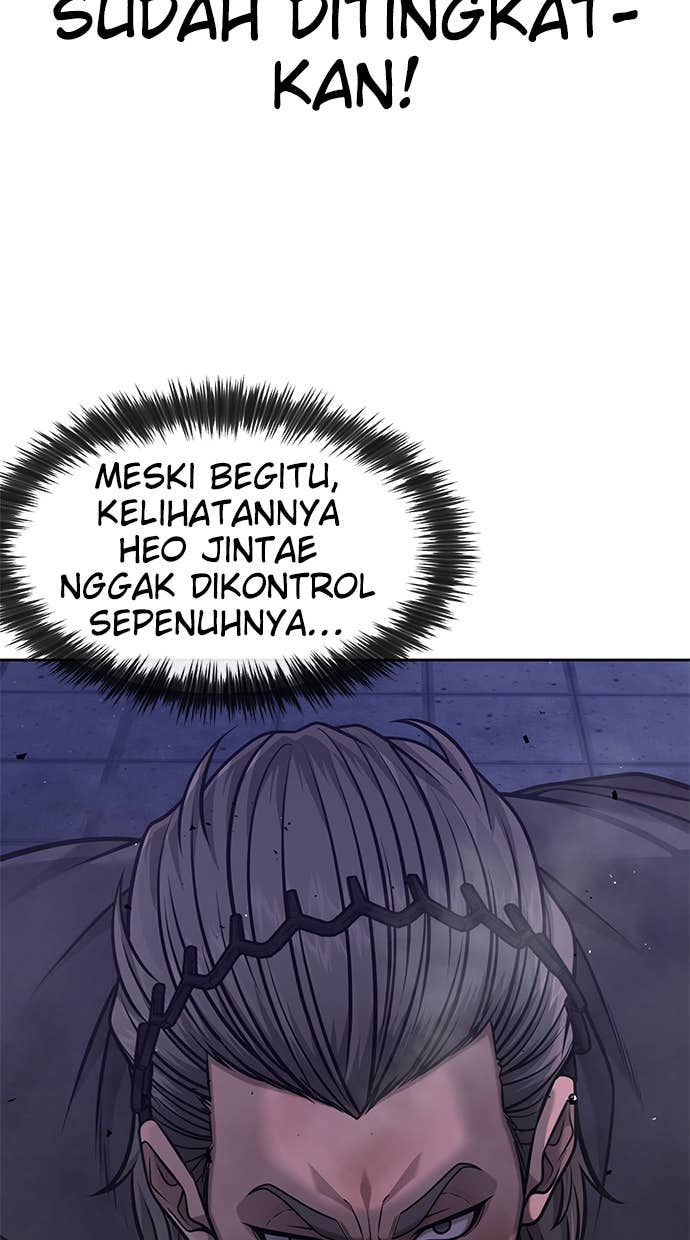 SUDAH DITINGKAT-
KAN!
MESKI BEGITU,
KELIHATANNYA
HEO JINTAE
NGGAK DIKONTROL
SEPENUHNYA...